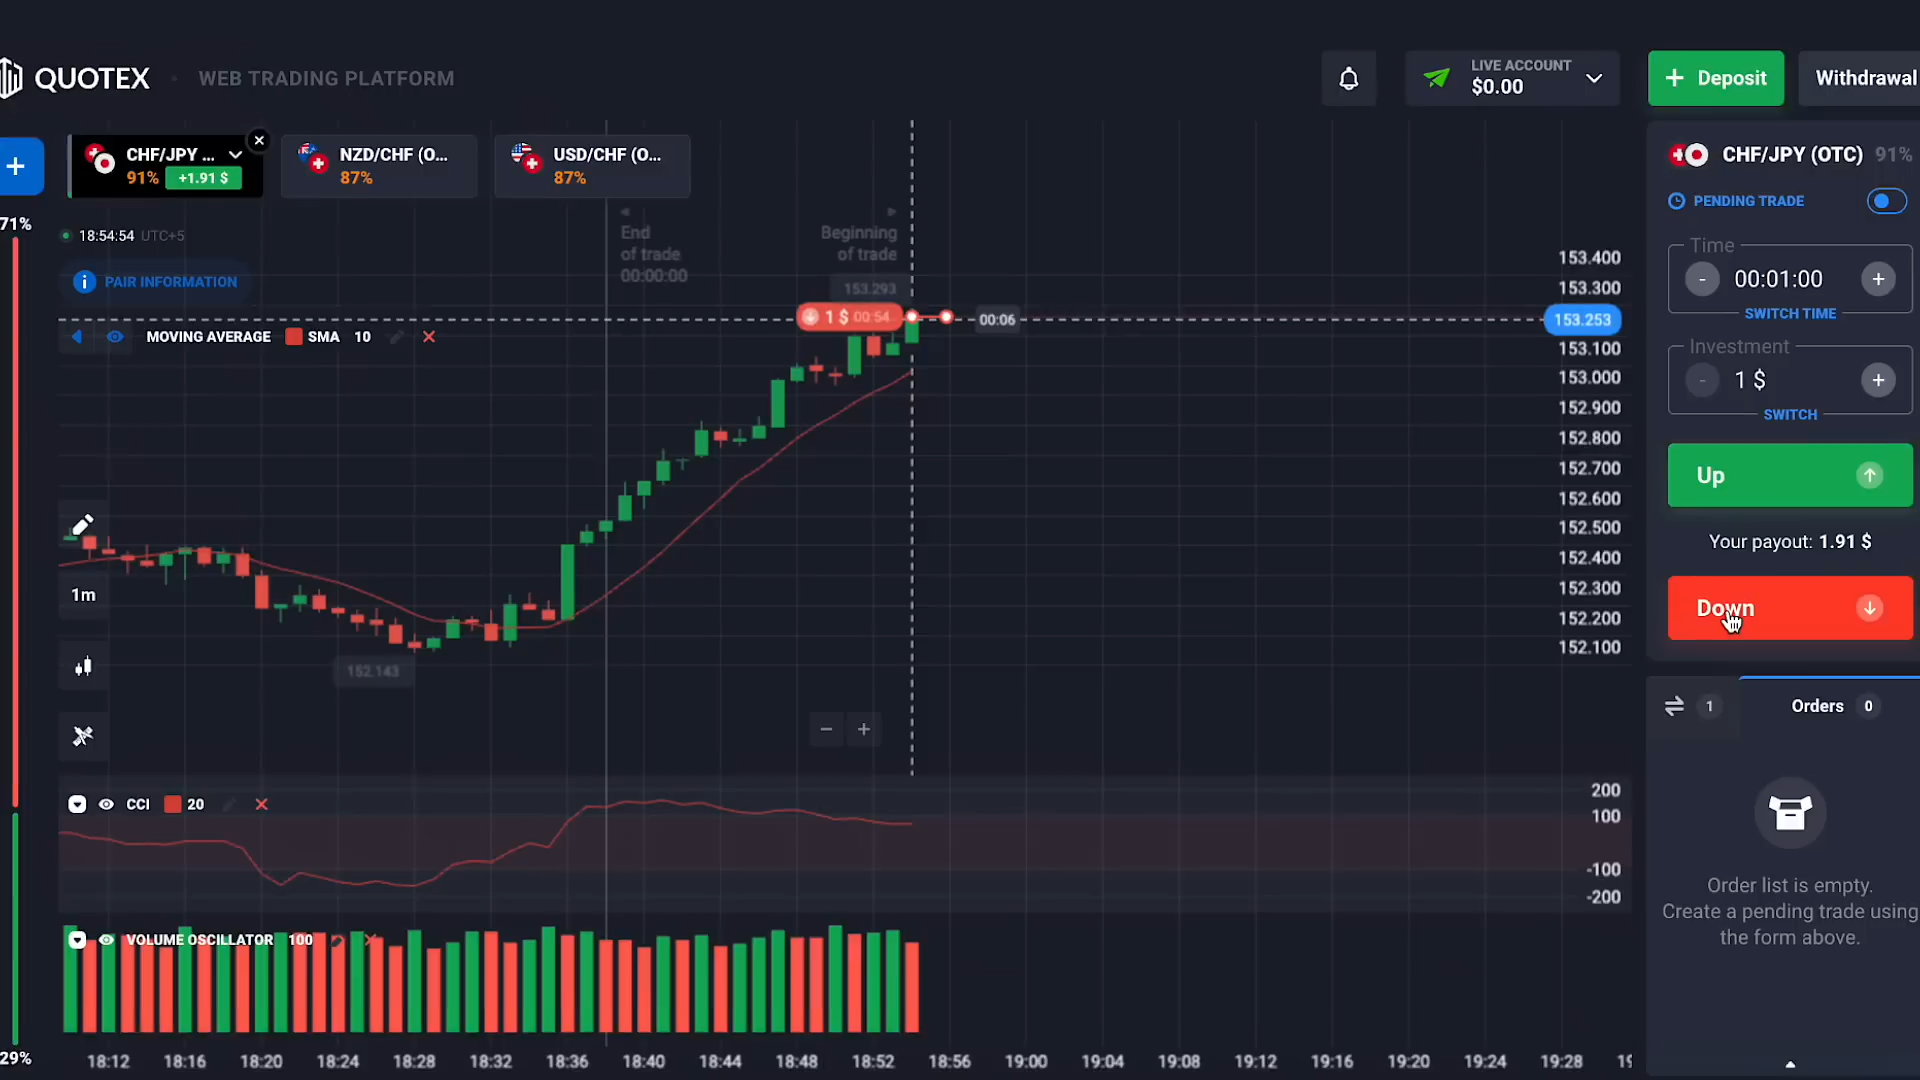 QUOTEX
WEB TRADING PLATFORM
LIVE ACCOUNT
$0.00
+ Deposit
Withdrawal
CHF/JPY ...
91% +1.91 $
NZD/CHF (O...
87%
USD/CHF (O...
87%
CHF/JPY (OTC) 91%
PENDING TRADE
71%
18:54:54 UTC+5
PAIR INFORMATION
End
of trade
00:00:00
Beginning
of trade
153.293
1 $ 00:54
00:06
MOVING AVERAGE SMA 10
153.400
153.300
153.253
153.100
153.000
152.900
152.800
152.700
152.600
152.500
152.400
152.300
152.200
152.100
1m
152.143
Time
- 00:01:00 +
SWITCH TIME
Investment
- 1 $ +
SWITCH
Up
Your payout: 1.91 $
Down
1
Orders 0
Order list is empty.
Create a pending trade using
the form above.
CCI 20
200
100
-100
-200
VOLUME OSCILLATOR 100
29%
18:12 18:16 18:20 18:24 18:28 18:32 18:36 18:40 18:44 18:48 18:52 18:56 19:00 19:04 19:08 19:12 19:16 19:20 19:24 19:28